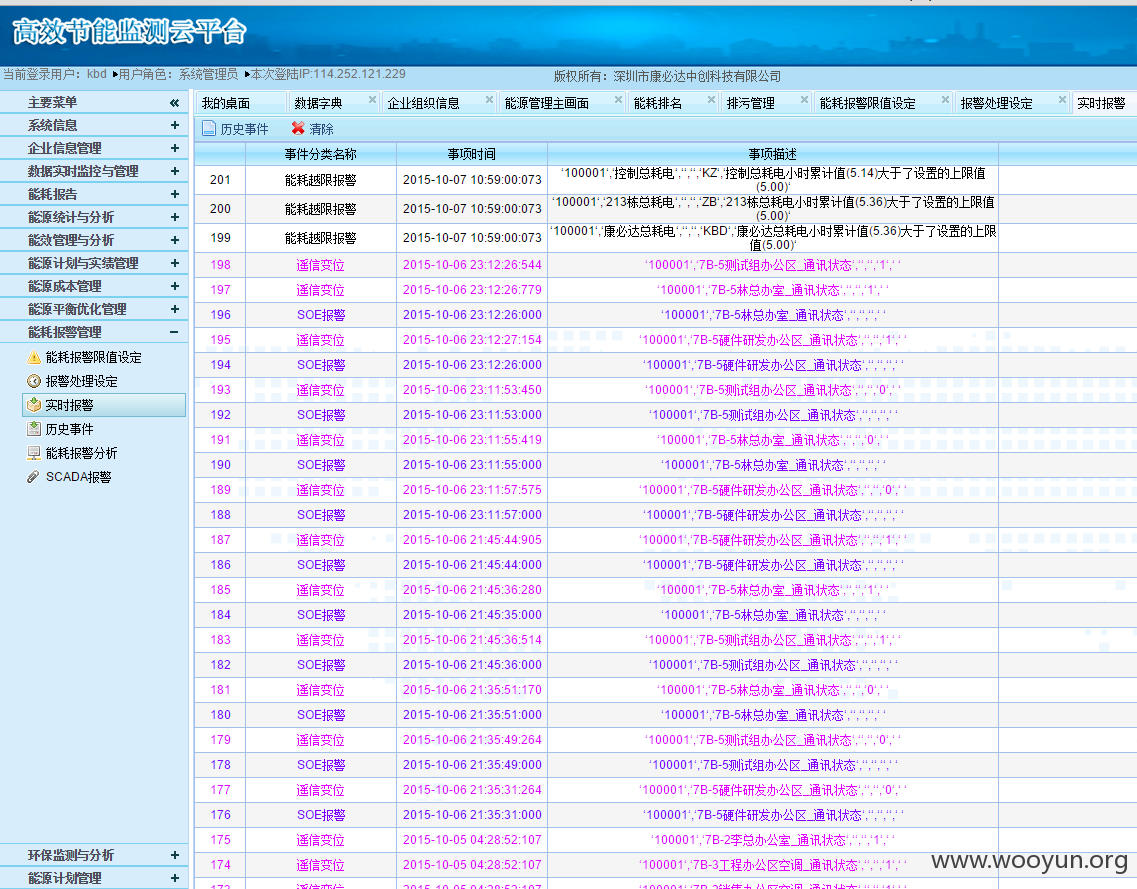 高效节能监测云平台
当前登录用户：kbd ▸用户角色：系统管理员 ▸本次登陆IP:114.252.121.229 版权所有：深圳市康必达中创科技有限公司
主要菜单 «
系统信息 +
企业信息管理 +
数据实时监控与管理 +
能耗报告 +
能源统计与分析 +
能效管理与分析 +
能源计划与实绩管理 +
能源成本管理 +
能源平衡优化管理 +
能耗报警管理 −
能耗报警限值设定
报警处理设定
实时报警
历史事件
能耗报警分析
SCADA报警
环保监测与分析 +
能源计划管理 +
我的桌面 数据字典 × 企业组织信息 × 能源管理主画面 × 能耗排名 × 排污管理 × 能耗报警限值设定 × 报警处理设定 × 实时报警
历史事件 清除
事件分类名称 事项时间 事项描述
201 能耗越限报警 2015-10-07 10:59:00:073 '100001','控制总耗电','','','KZ','控制总耗电小时累计值(5.14)大于了设置的上限值
(5.00)'
200 能耗越限报警 2015-10-07 10:59:00:073 '100001','213栋总耗电','','','ZB','213栋总耗电小时累计值(5.36)大于了设置的上限值
(5.00)'
199 能耗越限报警 2015-10-07 10:59:00:073 '100001','康必达总耗电','','','KBD','康必达总耗电小时累计值(5.36)大于了设置的上限
值(5.00)'
198 遥信变位 2015-10-06 23:12:26:544 '100001','7B-5测试组办公区_通讯状态','','','1',' '
197 遥信变位 2015-10-06 23:12:26:779 '100001','7B-5林总办室_通讯状态','','','1',' '
196 SOE报警 2015-10-06 23:12:26:000 '100001','7B-5林总办室_通讯状态','','','',' '
195 遥信变位 2015-10-06 23:12:27:154 '100001','7B-5硬件研发办公区_通讯状态','','','1',' '
194 SOE报警 2015-10-06 23:12:26:000 '100001','7B-5硬件研发办公区_通讯状态','','','',' '
193 遥信变位 2015-10-06 23:11:53:450 '100001','7B-5测试组办公区_通讯状态','','','0',' '
192 SOE报警 2015-10-06 23:11:53:000 '100001','7B-5测试组办公区_通讯状态','','','',' '
191 遥信变位 2015-10-06 23:11:55:419 '100001','7B-5林总办室_通讯状态','','','0',' '
190 SOE报警 2015-10-06 23:11:55:000 '100001','7B-5林总办室_通讯状态','','','',' '
189 遥信变位 2015-10-06 23:11:57:575 '100001','7B-5硬件研发办公区_通讯状态','','','0',' '
188 SOE报警 2015-10-06 23:11:57:000 '100001','7B-5硬件研发办公区_通讯状态','','','',' '
187 遥信变位 2015-10-06 21:45:44:905 '100001','7B-5硬件研发办公区_通讯状态','','','1',' '
186 SOE报警 2015-10-06 21:45:44:000 '100001','7B-5硬件研发办公区_通讯状态','','','',' '
185 遥信变位 2015-10-06 21:45:36:280 '100001','7B-5林总办室_通讯状态','','','1',' '
184 SOE报警 2015-10-06 21:45:35:000 '100001','7B-5林总办室_通讯状态','','','',' '
183 遥信变位 2015-10-06 21:45:36:514 '100001','7B-5测试组办公区_通讯状态','','','1',' '
182 SOE报警 2015-10-06 21:45:36:000 '100001','7B-5测试组办公区_通讯状态','','','',' '
181 遥信变位 2015-10-06 21:35:51:170 '100001','7B-5林总办室_通讯状态','','','0',' '
180 SOE报警 2015-10-06 21:35:51:000 '100001','7B-5林总办室_通讯状态','','','',' '
179 遥信变位 2015-10-06 21:35:49:264 '100001','7B-5测试组办公区_通讯状态','','','0',' '
178 SOE报警 2015-10-06 21:35:49:000 '100001','7B-5测试组办公区_通讯状态','','','',' '
177 遥信变位 2015-10-06 21:35:31:264 '100001','7B-5硬件研发办公区_通讯状态','','','0',' '
176 SOE报警 2015-10-06 21:35:31:000 '100001','7B-5硬件研发办公区_通讯状态','','','',' '
175 遥信变位 2015-10-05 04:28:52:107 '100001','7B-2李总办公室_通讯状态','','','1',' '
174 遥信变位 2015-10-05 04:28:52:107 '100001','7B-3工程办公区空调_通讯状态','','','1',' '
www.wooyun.org